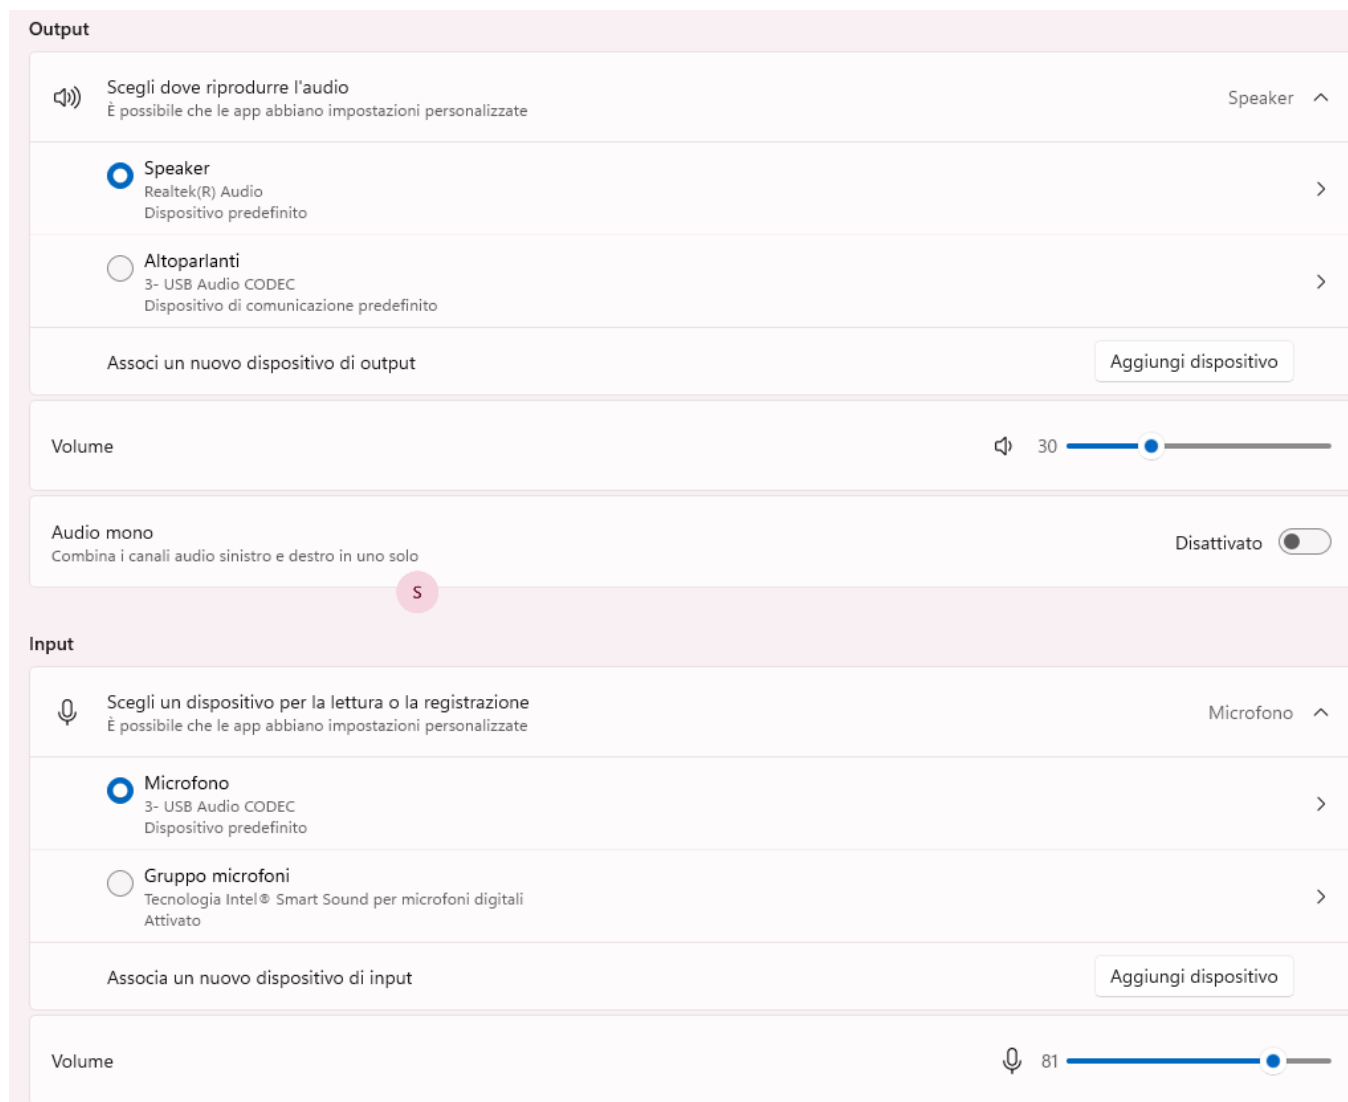 Output
Scegli dove riprodurre l'audio
È possibile che le app abbiano impostazioni personalizzate
Speaker
Speaker
Realtek(R) Audio
Dispositivo predefinito
Altoparlanti
3- USB Audio CODEC
Dispositivo di comunicazione predefinito
Associ un nuovo dispositivo di output
Aggiungi dispositivo
Volume
30
Audio mono
Combina i canali audio sinistro e destro in uno solo
Disattivato
S
Input
Scegli un dispositivo per la lettura o la registrazione
È possibile che le app abbiano impostazioni personalizzate
Microfono
Microfono
3- USB Audio CODEC
Dispositivo predefinito
Gruppo microfoni
Tecnologia Intel® Smart Sound per microfoni digitali
Attivato
Associa un nuovo dispositivo di input
Aggiungi dispositivo
Volume
81